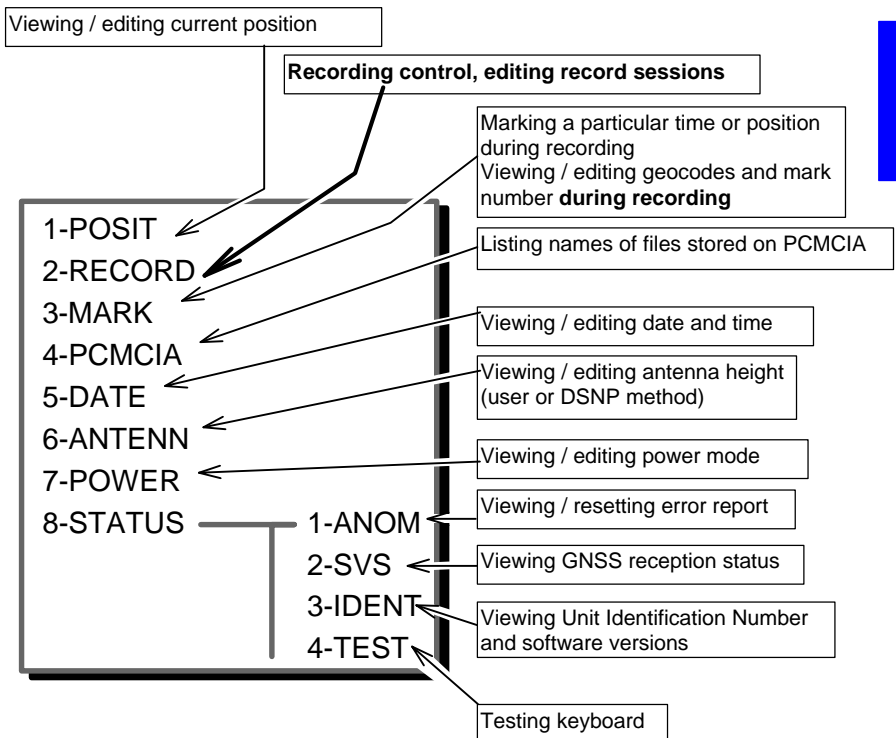 Viewing / editing current position
Recording control, editing record sessions
Marking a particular time or position
during recording
Viewing / editing geocodes and mark
number during recording
Listing names of files stored on PCMCIA
Viewing / editing date and time
Viewing / editing antenna height
(user or DSNP method)
Viewing / editing power mode
Viewing / resetting error report
Viewing GNSS reception status
Viewing Unit Identification Number
and software versions
Testing keyboard
1-POSIT
2-RECORD
3-MARK
4-PCMCIA
5-DATE
6-ANTENN
7-POWER
8-STATUS
1-ANOM
2-SVS
3-IDENT
4-TEST